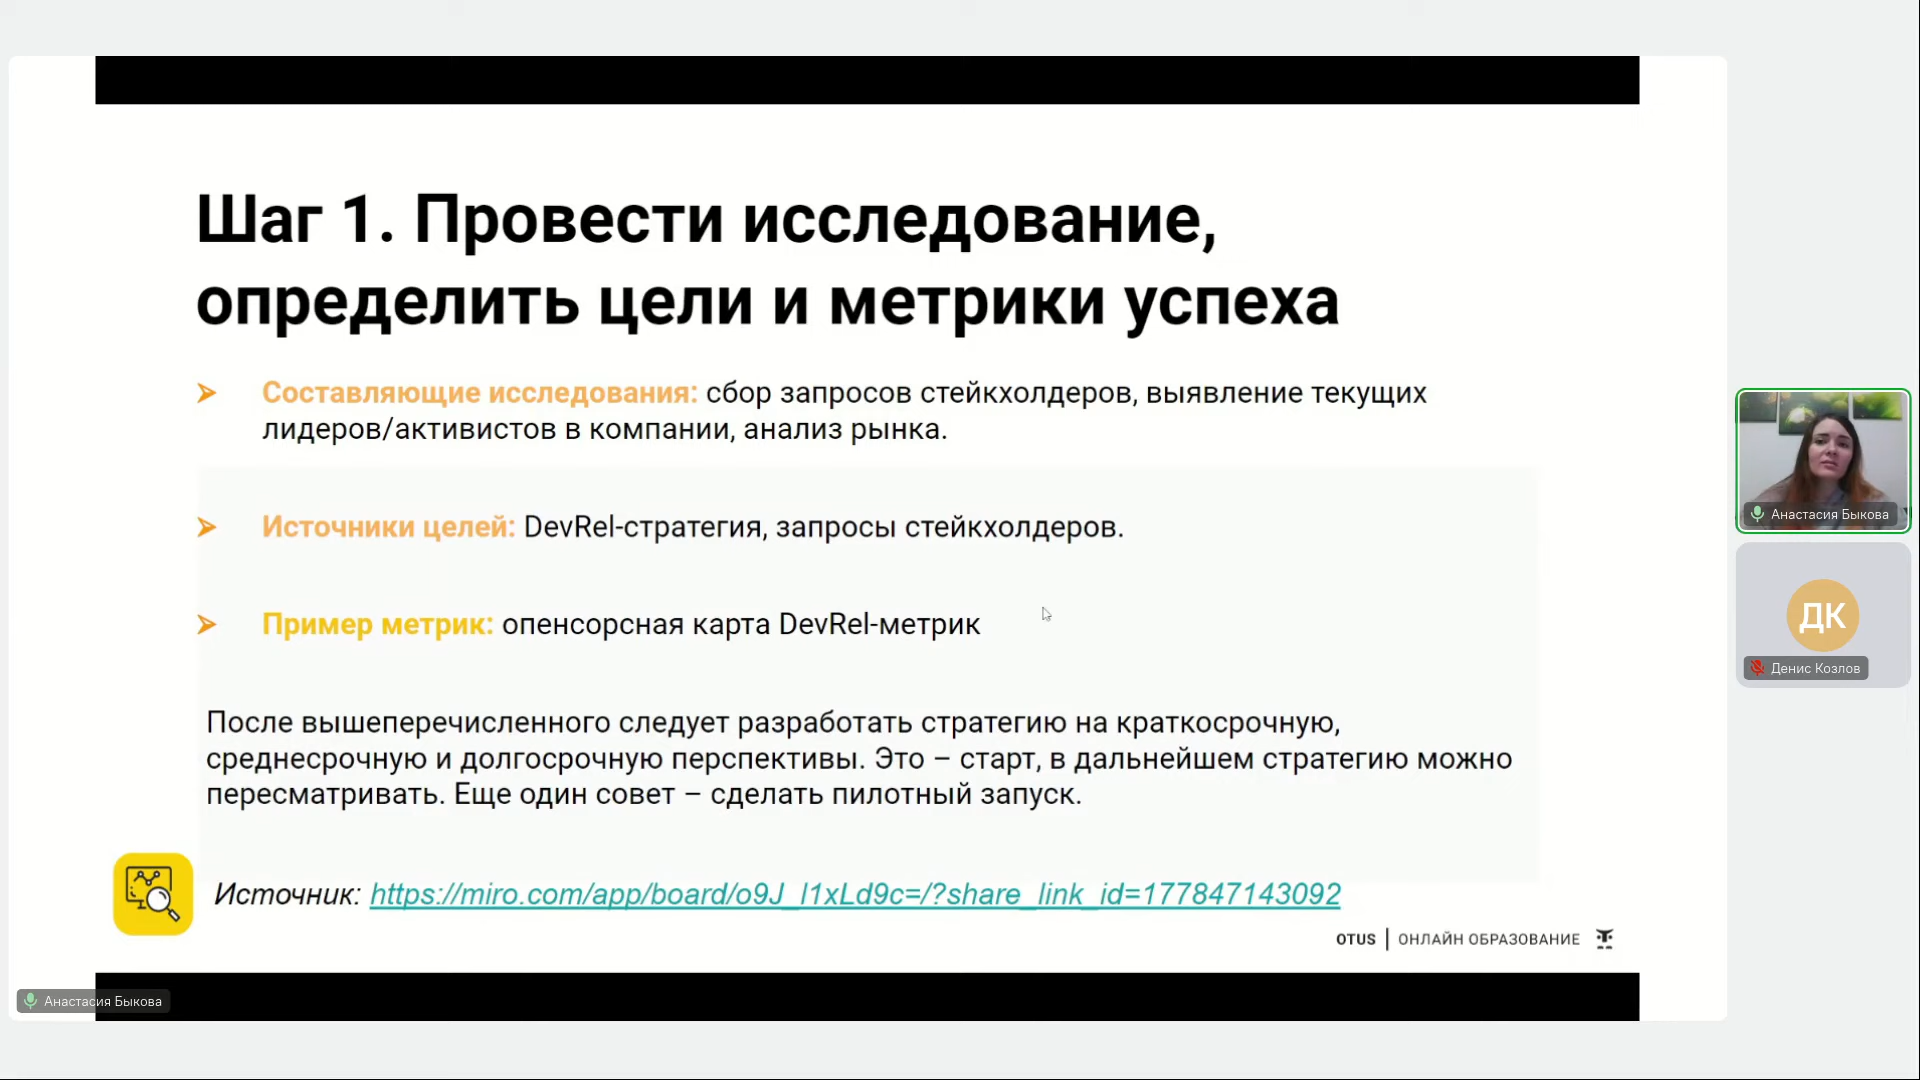 Шаг 1. Провести исследование,
определить цели и метрики успеха
Составляющие исследования: сбор запросов стейкхолдеров, выявление текущих
лидеров/активистов в компании, анализ рынка.
Источники целей: DevRel-стратегия, запросы стейкхолдеров.
Пример метрик: опенсорсная карта DevRel-метрик
После вышеперечисленного следует разработать стратегию на краткосрочную,
среднесрочную и долгосрочную перспективы. Это – старт, в дальнейшем стратегию можно
пересматривать. Еще один совет – сделать пилотный запуск.
Источник: https://miro.com/app/board/o9J_l1xLd9c=/?share_link_id=177847143092
OTUS | ОНЛАЙН ОБРАЗОВАНИЕ
Анастасия Быкова
Анастасия Быкова
ДК
Денис Козлов